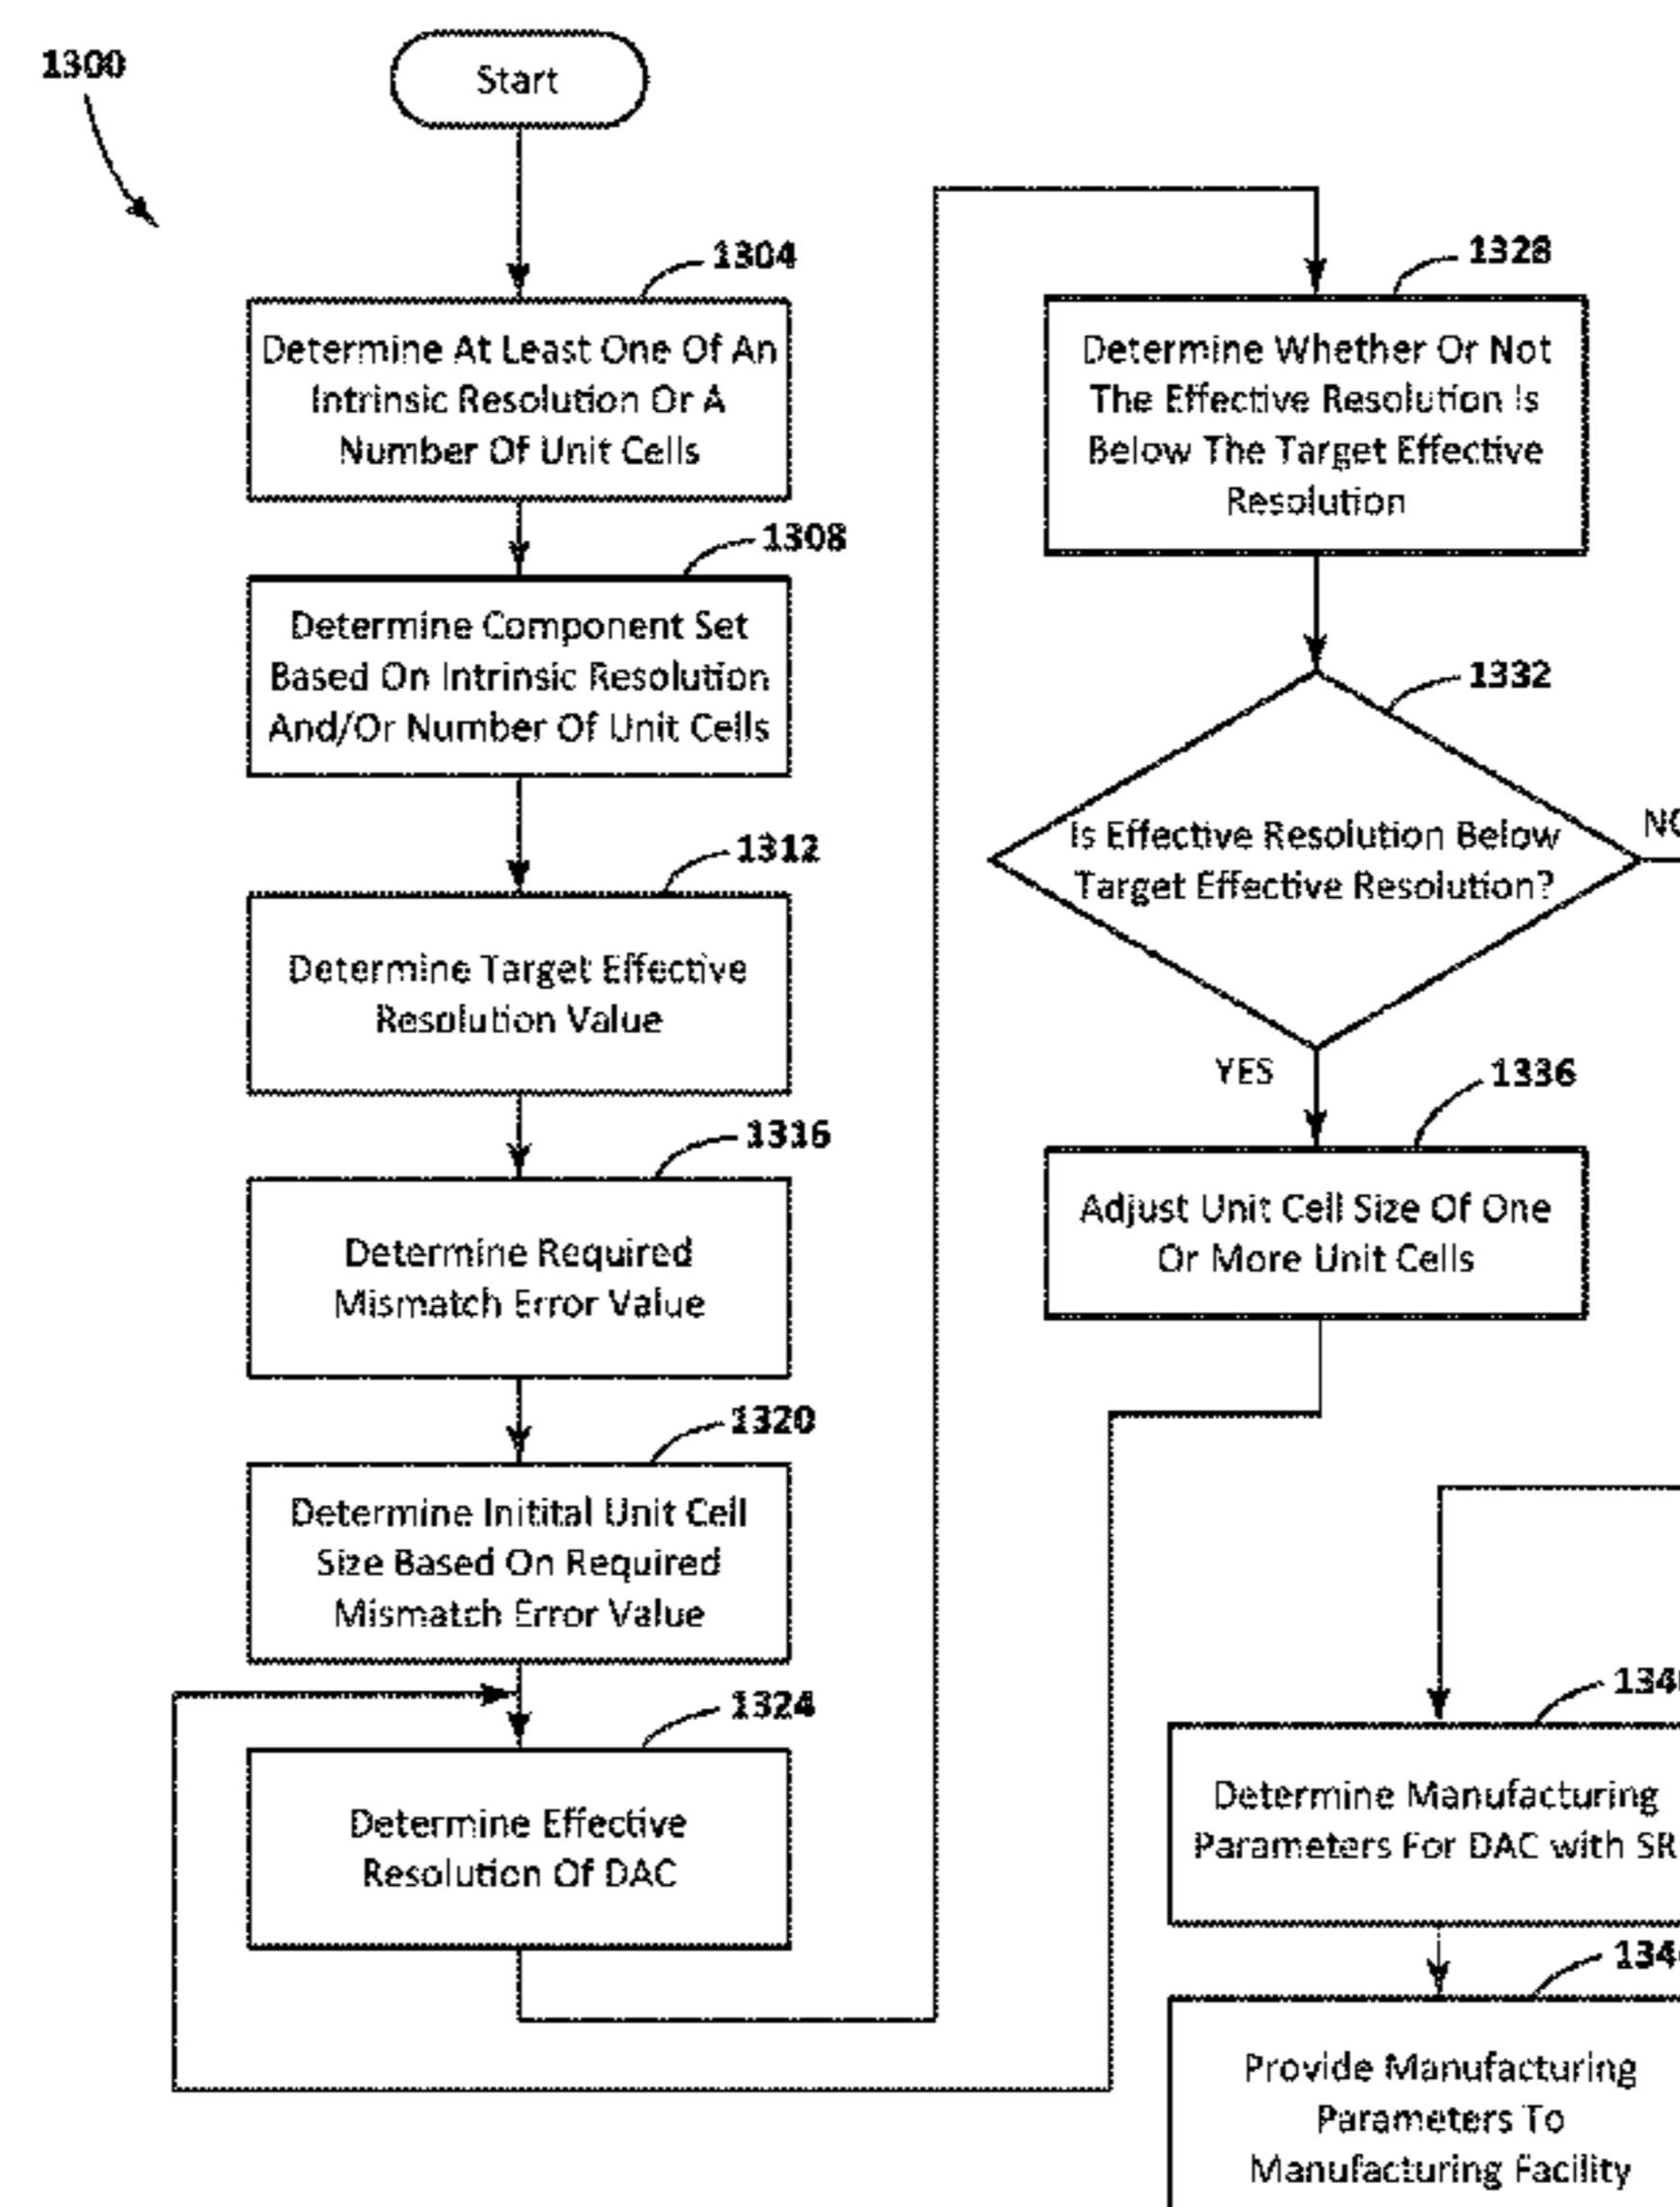 1300
Start
1304
Determine At Least One Of An
Intrinsic Resolution Or A
Number Of Unit Cells
1308
Determine Component Set
Based On Intrinsic Resolution
And/Or Number Of Unit Cells
1312
Determine Target Effective
Resolution Value
1316
Determine Required
Mismatch Error Value
1320
Determine Initital Unit Cell
Size Based On Required
Mismatch Error Value
1324
Determine Effective
Resolution Of DAC
1328
Determine Whether Or Not
The Effective Resolution Is
Below The Target Effective
Resolution
1332
Is Effective Resolution Below
Target Effective Resolution?
YES
1336
Adjust Unit Cell Size Of One
Or More Unit Cells
Determine Manufacturing
Parameters For DAC with SR
Provide Manufacturing
Parameters To
Manufacturing Facility